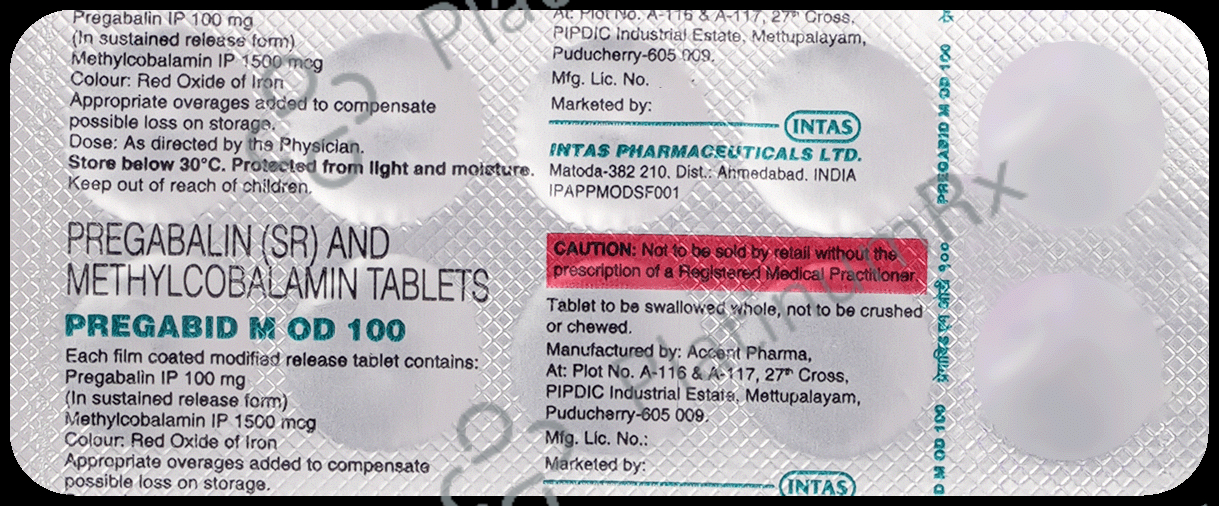 Pregabalin IP 100 mg
(In sustained release form)
Methylcobalamin IP 1500 mcg
Colour: Red Oxide of Iron
Appropriate overages added to compensate
possible loss on storage.
Dose: As directed by the Physician.
Store below 30°C. Protected from light and moisture.
Keep out of reach of children.
PREGABALIN (SR) AND
METHYLCOBALAMIN TABLETS
PREGABID M OD 100
Each film coated modified release tablet contains:
Pregabalin IP 100 mg
(In sustained release form)
Methylcobalamin IP 1500 mcg
Colour: Red Oxide of Iron
Appropriate overages added to compensate
possible loss on storage.
At: Plot No. A-116 & A-117, 27th Cross,
PIPDIC Industrial Estate, Mettupalayam,
Puducherry-605 009.
Mfg. Lic. No.
Marketed by:
INTAS
INTAS PHARMACEUTICALS LTD.
Matoda-382 210. Dist.: Ahmedabad. INDIA
IPAPPMODSF001
CAUTION: Not to be sold by retail without the
prescription of a Registered Medical Practitioner.
Tablet to be swallowed whole, not to be crushed
or chewed.
Manufactured by: Accent Pharma,
At: Plot No. A-116 & A-117, 27th Cross,
PIPDIC Industrial Estate, Mettupalayam,
Puducherry-605 009.
Mfg. Lic. No.:
Marketed by:
INTAS
PREGABID M OD 100
D M OD 100
PlatinumRx